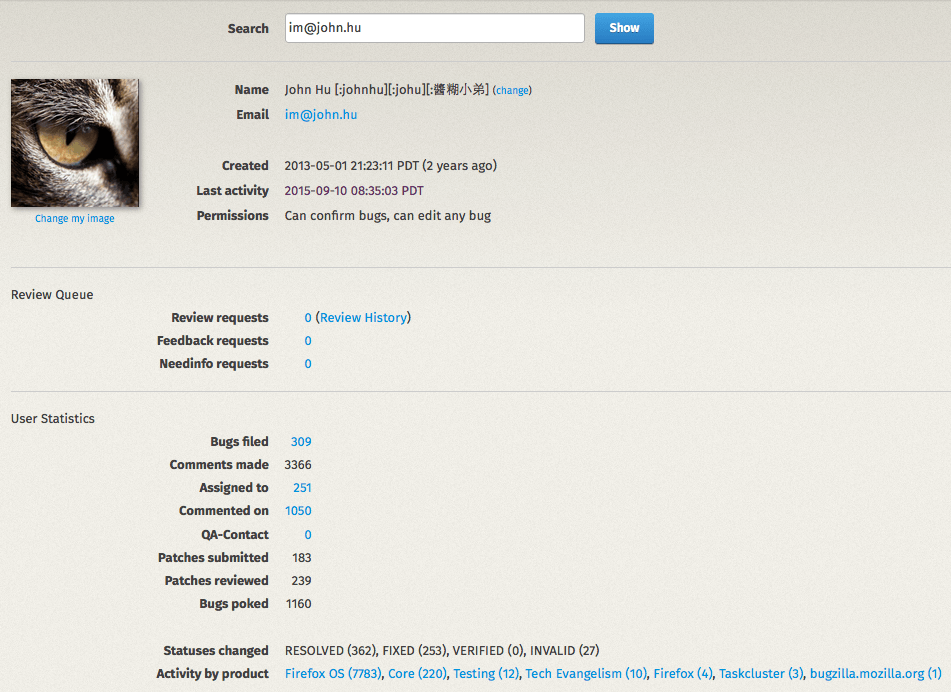 Search im@john.hu Show
Name John Hu [:johnhu][:johu][:醬糊小弟] (change)
Email im@john.hu
Created 2013-05-01 21:23:11 PDT (2 years ago)
Last activity 2015-09-10 08:35:03 PDT
Permissions Can confirm bugs, can edit any bug
Change my image
Review Queue
Review requests 0 (Review History)
Feedback requests 0
Needinfo requests 0
User Statistics
Bugs filed 309
Comments made 3366
Assigned to 251
Commented on 1050
QA-Contact 0
Patches submitted 183
Patches reviewed 239
Bugs poked 1160
Statuses changed RESOLVED (362), FIXED (253), VERIFIED (0), INVALID (27)
Activity by product Firefox OS (7783), Core (220), Testing (12), Tech Evangelism (10), Firefox (4), Taskcluster (3), bugzilla.mozilla.org (1)